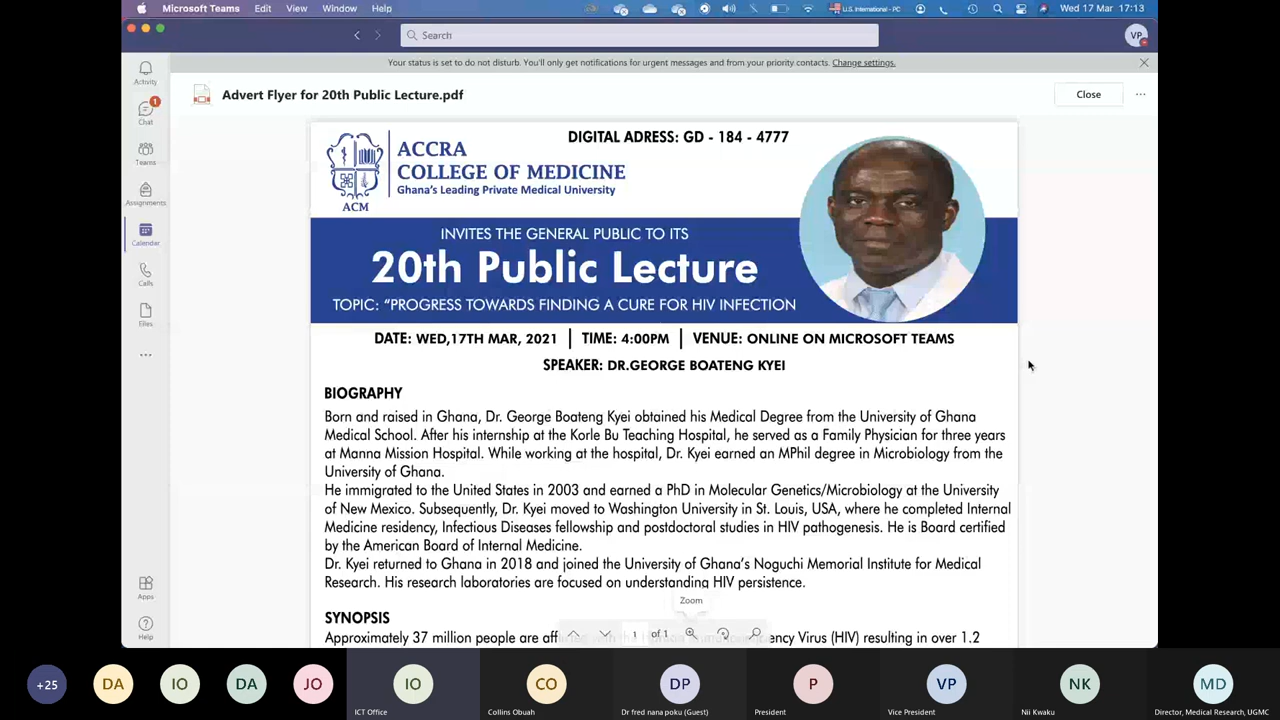 Microsoft Teams Edit View Window Help U.S. International - PC Wed 17 Mar 17:13
Search
VP
Your status is set to do not disturb. You'll only get notifications for urgent messages and from your priority contacts. Change settings.
Activity
Chat
1
Teams
Assignments
Calendar
Calls
Files
Apps
Help
Advert Flyer for 20th Public Lecture.pdf
Close
DIGITAL ADRESS: GD - 184 - 4777
ACCRA
COLLEGE OF MEDICINE
Ghana's Leading Private Medical University
ACM
INVITES THE GENERAL PUBLIC TO ITS
20th Public Lecture
TOPIC: “PROGRESS TOWARDS FINDING A CURE FOR HIV INFECTION
DATE: WED,17TH MAR, 2021 | TIME: 4:00PM | VENUE: ONLINE ON MICROSOFT TEAMS
SPEAKER: DR.GEORGE BOATENG KYEI
BIOGRAPHY
Born and raised in Ghana, Dr. George Boateng Kyei obtained his Medical Degree from the University of Ghana
Medical School. After his internship at the Korle Bu Teaching Hospital, he served as a Family Physician for three years
at Manna Mission Hospital. While working at the hospital, Dr. Kyei earned an MPhil degree in Microbiology from the
University of Ghana.
He immigrated to the United States in 2003 and earned a PhD in Molecular Genetics/Microbiology at the University
of New Mexico. Subsequently, Dr. Kyei moved to Washington University in St. Louis, USA, where he completed Internal
Medicine residency, Infectious Diseases fellowship and postdoctoral studies in HIV pathogenesis. He is Board certified
by the American Board of Internal Medicine.
Dr. Kyei returned to Ghana in 2018 and joined the University of Ghana's Noguchi Memorial Institute for Medical
Research. His research laboratories are focused on understanding HIV persistence.
Zoom
SYNOPSIS
Approximately 37 million people are Virus (HIV) resulting in over 1.2
1 of 1
+25 DA IO DA JO IO CO DP P VP NK MD
ICT Office Collins Obuah Dr fred nana poku (Guest) President Vice President Nii Kwaku Director, Medical Research, UGMC